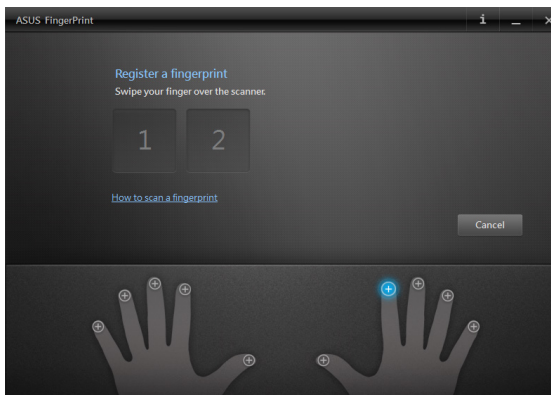 ASUS FingerPrint
Register a fingerprint
Swipe your finger over the scanner.
1 2
How to scan a fingerprint
Cancel